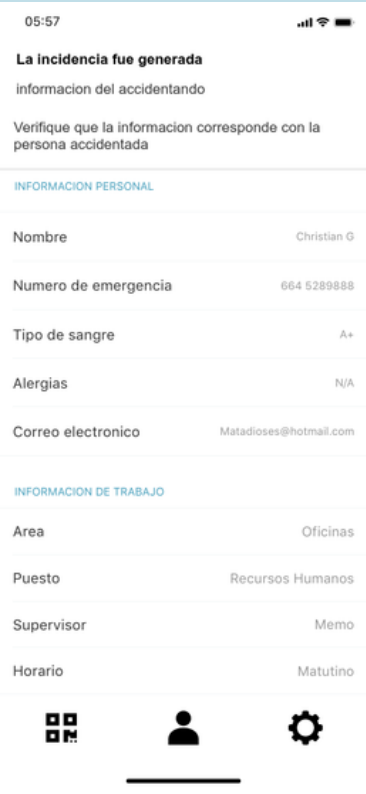 05:57
La incidencia fue generada
informacion del accidentando
Verifique que la informacion corresponde con la
persona accidentada
INFORMACION PERSONAL
Nombre Christian G
Numero de emergencia 664 5289888
Tipo de sangre A+
Alergias N/A
Correo electronico Matadioses@hotmail.com
INFORMACION DE TRABAJO
Area Oficinas
Puesto Recursos Humanos
Supervisor Memo
Horario Matutino